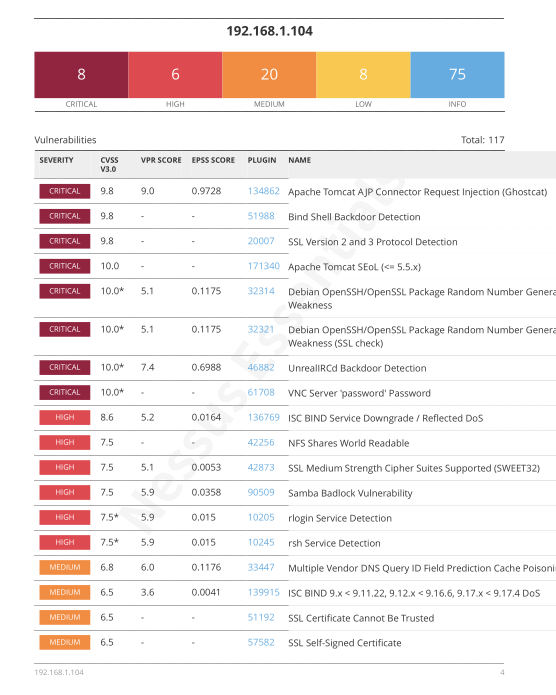 192.168.1.104
8 6 20 8 75
CRITICAL HIGH MEDIUM LOW INFO
Vulnerabilities Total: 117
SEVERITY CVSS V3.0 VPR SCORE EPSS SCORE PLUGIN NAME
CRITICAL 9.8 9.0 0.9728 134862 Apache Tomcat AJP Connector Request Injection (Ghostcat)
CRITICAL 9.8 - - 51988 Bind Shell Backdoor Detection
CRITICAL 9.8 - - 20007 SSL Version 2 and 3 Protocol Detection
CRITICAL 10.0 - - 171340 Apache Tomcat SEoL (<= 5.5.x)
CRITICAL 10.0* 5.1 0.1175 32314 Debian OpenSSH/OpenSSL Package Random Number Genera
Weakness
CRITICAL 10.0* 5.1 0.1175 32321 Debian OpenSSH/OpenSSL Package Random Number Genera
Weakness (SSL check)
CRITICAL 10.0* 7.4 0.6988 46882 UnrealIRCd Backdoor Detection
CRITICAL 10.0* - - 61708 VNC Server 'password' Password
HIGH 8.6 5.2 0.0164 136769 ISC BIND Service Downgrade / Reflected DoS
HIGH 7.5 - - 42256 NFS Shares World Readable
HIGH 7.5 5.1 0.0053 42873 SSL Medium Strength Cipher Suites Supported (SWEET32)
HIGH 7.5 5.9 0.0358 90509 Samba Badlock Vulnerability
HIGH 7.5* 5.9 0.015 10205 rlogin Service Detection
HIGH 7.5* 5.9 0.015 10245 rsh Service Detection
MEDIUM 6.8 6.0 0.1176 33447 Multiple Vendor DNS Query ID Field Prediction Cache Poisoni
MEDIUM 6.5 3.6 0.0041 139915 ISC BIND 9.x < 9.11.22, 9.12.x < 9.16.6, 9.17.x < 9.17.4 DoS
MEDIUM 6.5 - - 51192 SSL Certificate Cannot Be Trusted
MEDIUM 6.5 - - 57582 SSL Self-Signed Certificate
192.168.1.104 4
Nessus Essentials